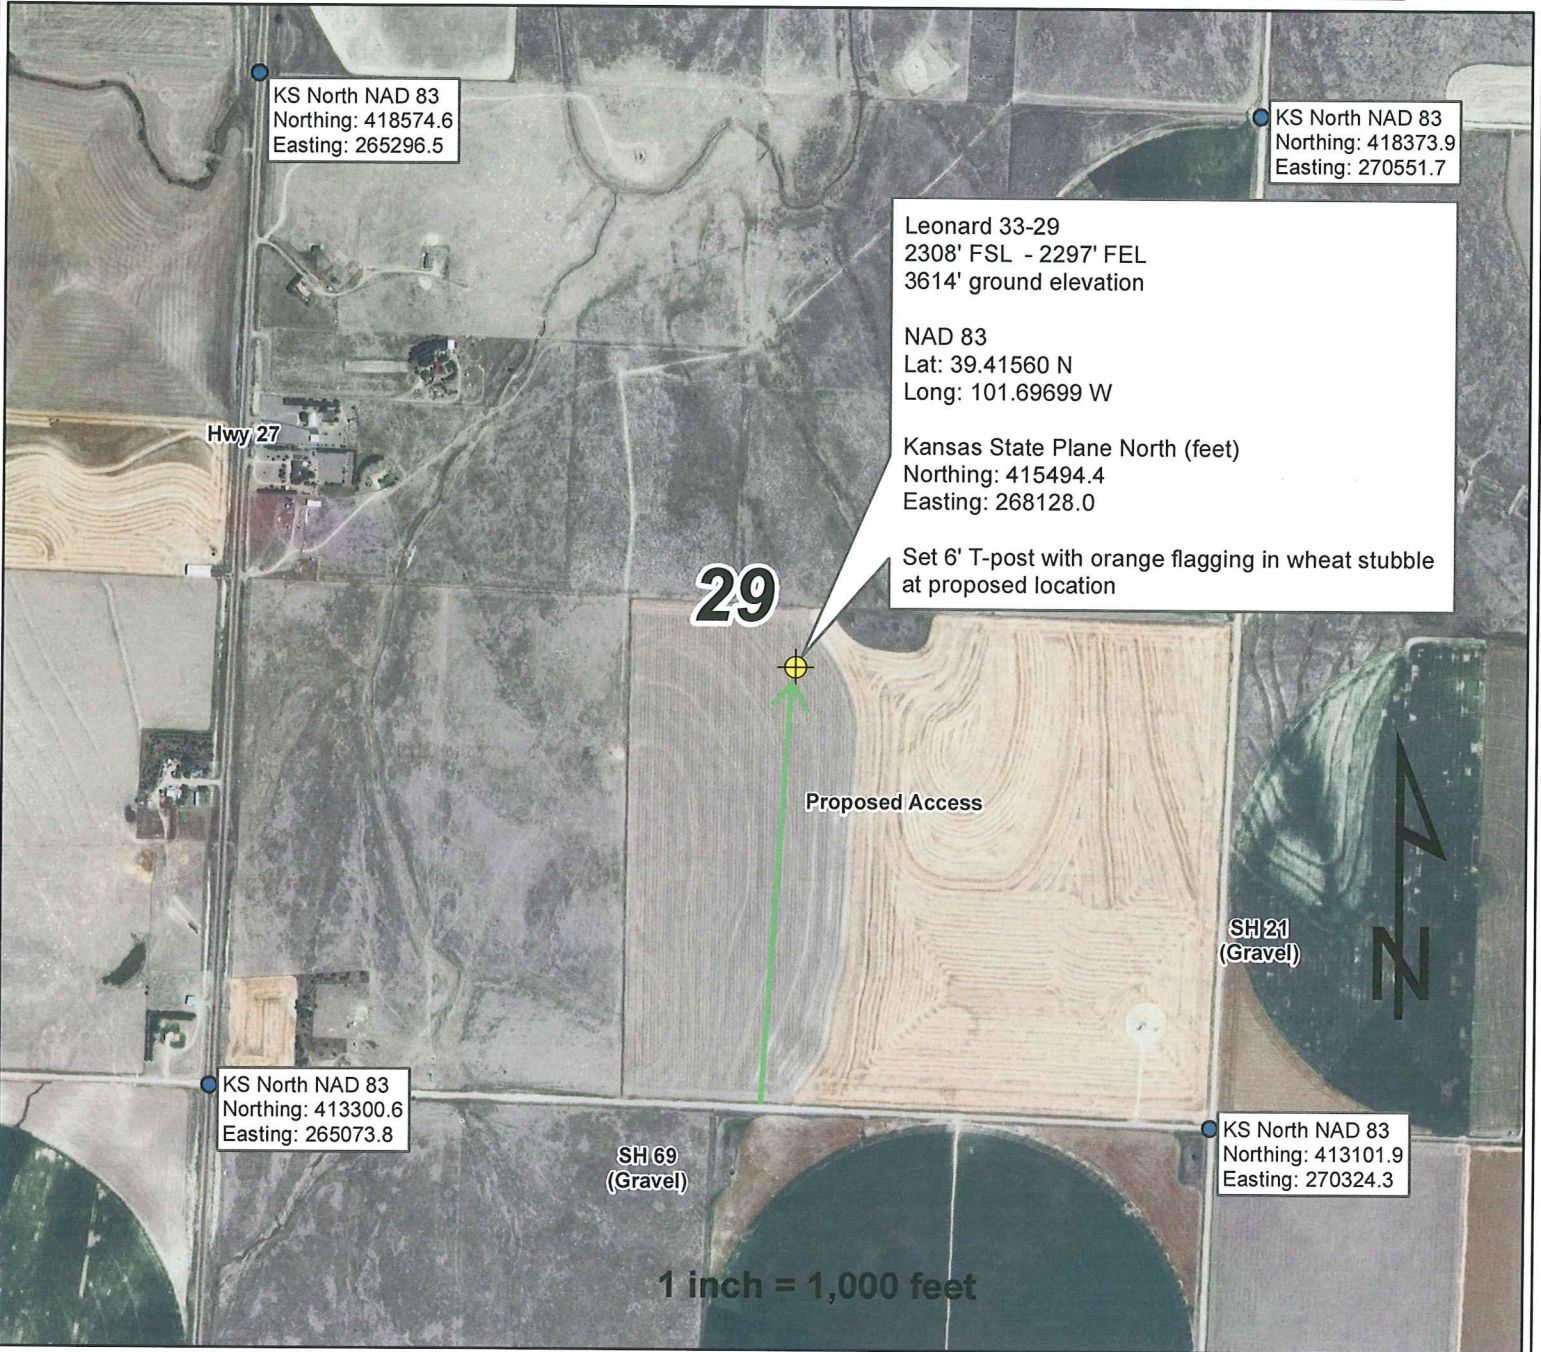 KS North NAD 83
Northing: 418574.6
Easting: 265296.5
KS North NAD 83
Northing: 418373.9
Easting: 270551.7
Leonard 33-29
2308' FSL - 2297' FEL
3614' ground elevation
NAD 83
Lat: 39.41560 N
Long: 101.69699 W
Kansas State Plane North (feet)
Northing: 415494.4
Easting: 268128.0
Set 6' T-post with orange flagging in wheat stubble
at proposed location
Hwy 27
29
Proposed Access
SH 21
(Gravel)
N
KS North NAD 83
Northing: 413300.6
Easting: 265073.8
KS North NAD 83
Northing: 413101.9
Easting: 270324.3
SH 69
(Gravel)
1 inch = 1,000 feet